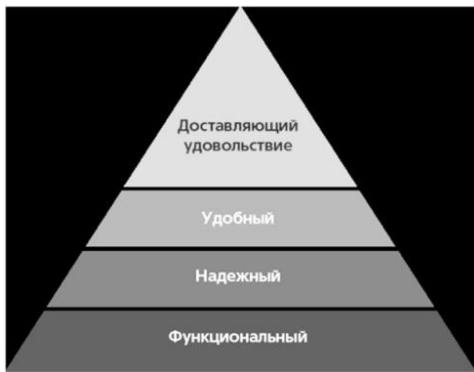 Доставляющий
удовольствие
Удобный
Надежный
Функциональный